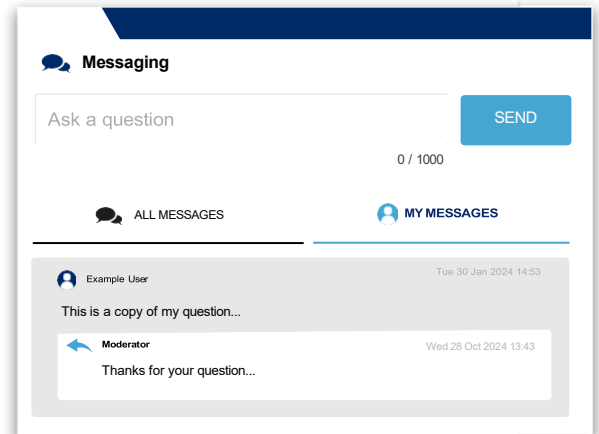 Messaging
Ask a question
SEND
0 / 1000
ALL MESSAGES
MY MESSAGES
Example User
Tue 30 Jan 2024 14:53
This is a copy of my question...
Moderator
Wed 28 Oct 2024 13:43
Thanks for your question...